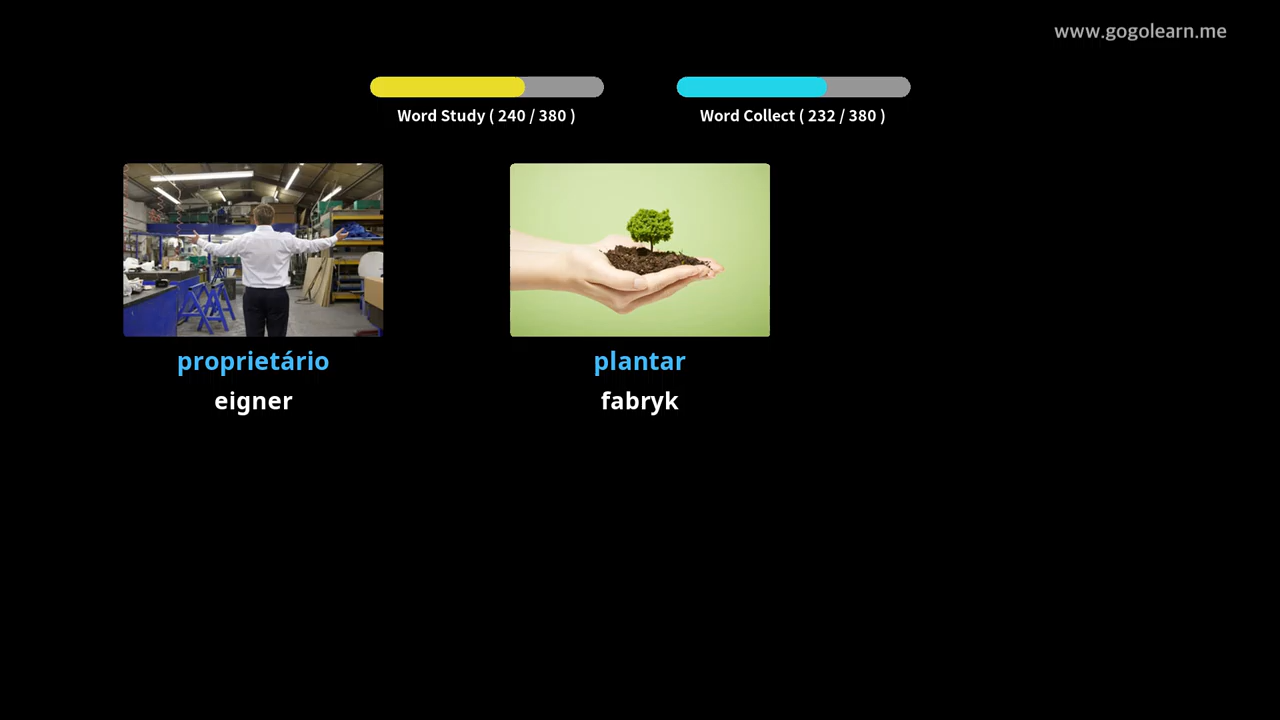 www.gogolearn.me
Word Study ( 240 / 380 )
Word Collect ( 232 / 380 )
proprietário
eigner
plantar
fabryk